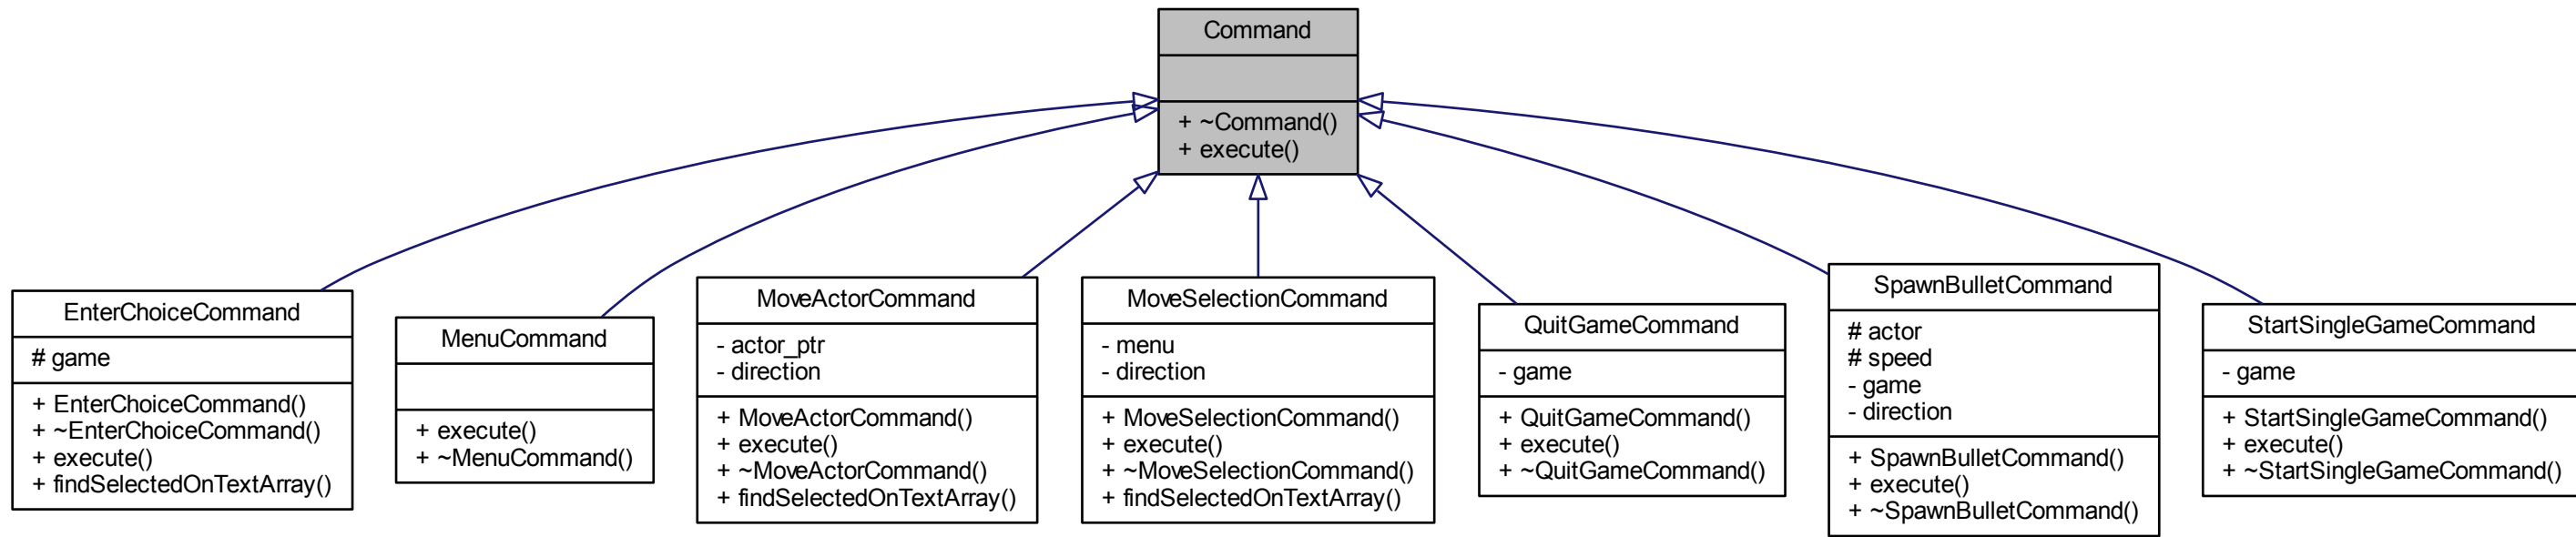 Command
+ ~Command()
+ execute()
EnterChoiceCommand
# game
+ EnterChoiceCommand()
+ ~EnterChoiceCommand()
+ execute()
+ findSelectedOnTextArray()
MenuCommand
+ execute()
+ ~MenuCommand()
MoveActorCommand
- actor_ptr
- direction
+ MoveActorCommand()
+ execute()
+ ~MoveActorCommand()
+ findSelectedOnTextArray()
MoveSelectionCommand
- menu
- direction
+ MoveSelectionCommand()
+ execute()
+ ~MoveSelectionCommand()
+ findSelectedOnTextArray()
QuitGameCommand
- game
+ QuitGameCommand()
+ execute()
+ ~QuitGameCommand()
SpawnBulletCommand
# actor
# speed
- game
- direction
+ SpawnBulletCommand()
+ execute()
+ ~SpawnBulletCommand()
StartSingleGameCommand
- game
+ StartSingleGameCommand()
+ execute()
+ ~StartSingleGameCommand()